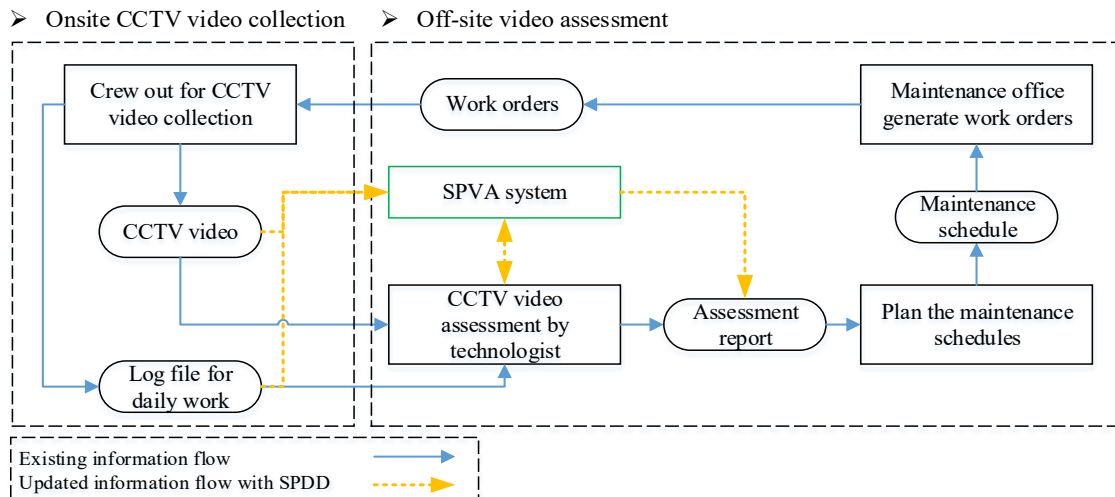 ➢ Onsite CCTV video collection
➢ Off-site video assessment
Crew out for CCTV
video collection
Work orders
Maintenance office
generate work orders
SPVA system
Maintenance
schedule
CCTV video
CCTV video
assessment by
technologist
Assessment
report
Plan the maintenance
schedules
Log file for
daily work
Existing information flow
Updated information flow with SPDD